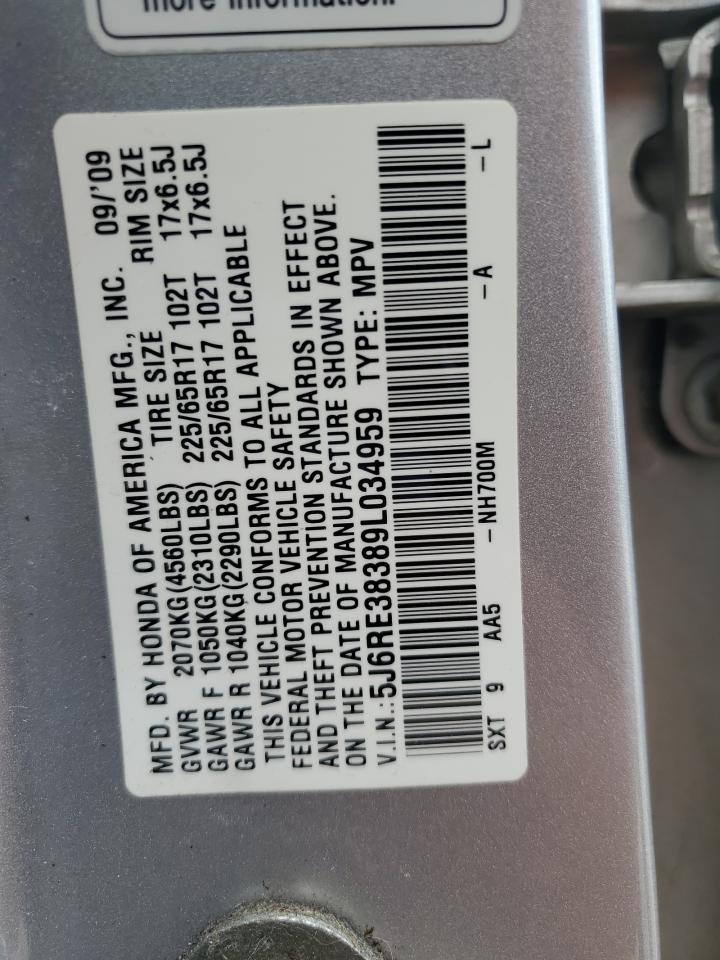 more information.
MFD. BY HONDA OF AMERICA MFG., INC. 09/'09
GVWR 2070KG(4560LBS) TIRE SIZE RIM SIZE
GAWR F 1050KG(2310LBS) 225/65R17 102T 17x6.5J
GAWR R 1040KG(2290LBS) 225/65R17 102T 17x6.5J
THIS VEHICLE CONFORMS TO ALL APPLICABLE
FEDERAL MOTOR VEHICLE SAFETY
AND THEFT PREVENTION STANDARDS IN EFFECT
ON THE DATE OF MANUFACTURE SHOWN ABOVE.
V.I.N.:5J6RE38389L034959 TYPE: MPV
SXT 9 AA5 -NH700M -A -L